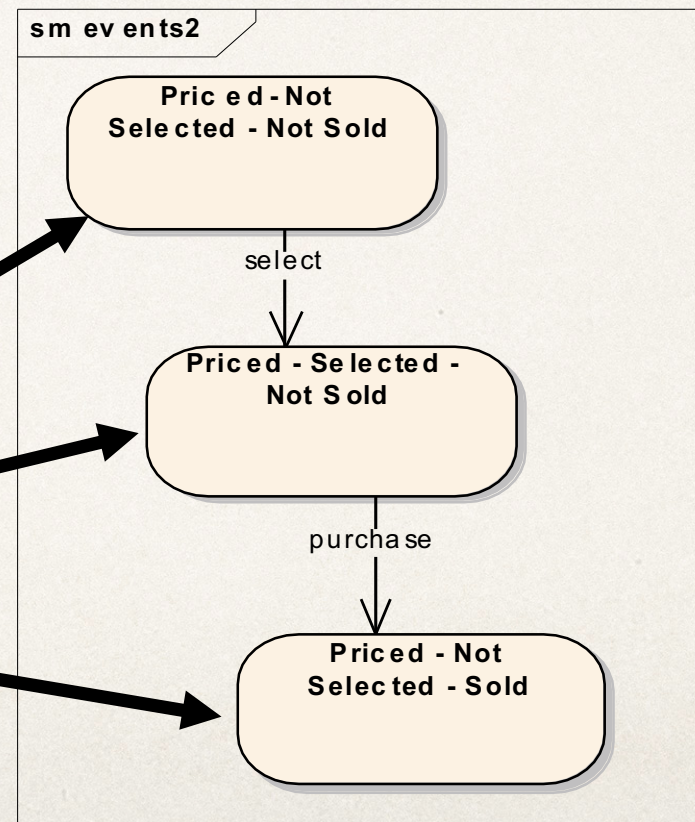 sm events2
Priced-Not
Selected - Not Sold
select
Priced - Selected -
Not Sold
purchase
Priced - Not
Selected - Sold